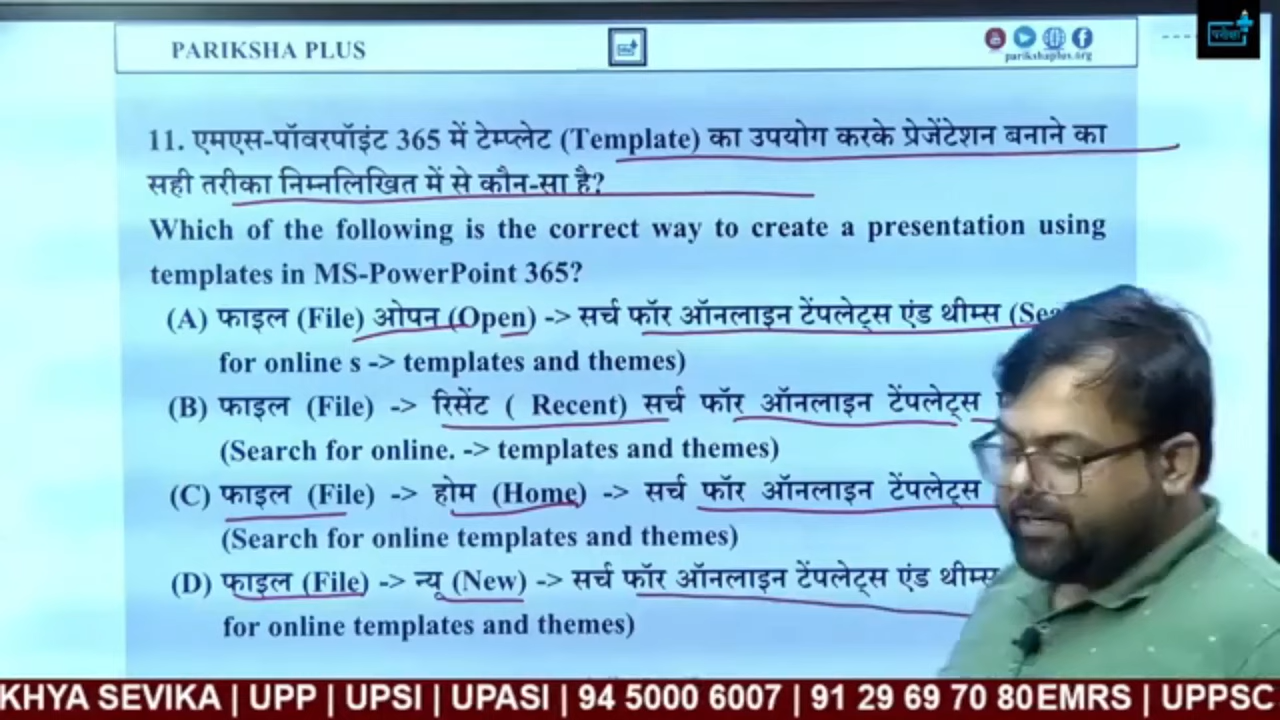 PARIKSHA PLUS
परीक्षा
parikshaplus.org
11. एमएस-पॉवरपॉइंट 365 में टेम्प्लेट (Template) का उपयोग करके प्रेजेंटेशन बनाने का
सही तरीका निम्नलिखित में से कौन-सा है?
Which of the following is the correct way to create a presentation using
templates in MS-PowerPoint 365?
(A) फाइल (File) ओपन (Open) -> सर्च फॉर ऑनलाइन टेंपलेट्स एंड थीम्स
for online s -> templates and themes)
(B) फाइल (File) -> रिसेंट ( Recent) सर्च फॉर ऑनलाइन टेंपलेट्स
(Search for online. -> templates and themes)
(C) फाइल (File) -> होम (Home) -> सर्च फॉर ऑनलाइन टेंपलेट्स
(Search for online templates and themes)
(D) फाइल (File) -> न्यू (New) -> सर्च फॉर ऑनलाइन टेंपलेट्स एंड थीम्स
for online templates and themes)
KHYA SEVIKA | UPP | UPSI | UPASI | 94 5000 6007 | 91 29 69 70 80EMRS | UPPSC